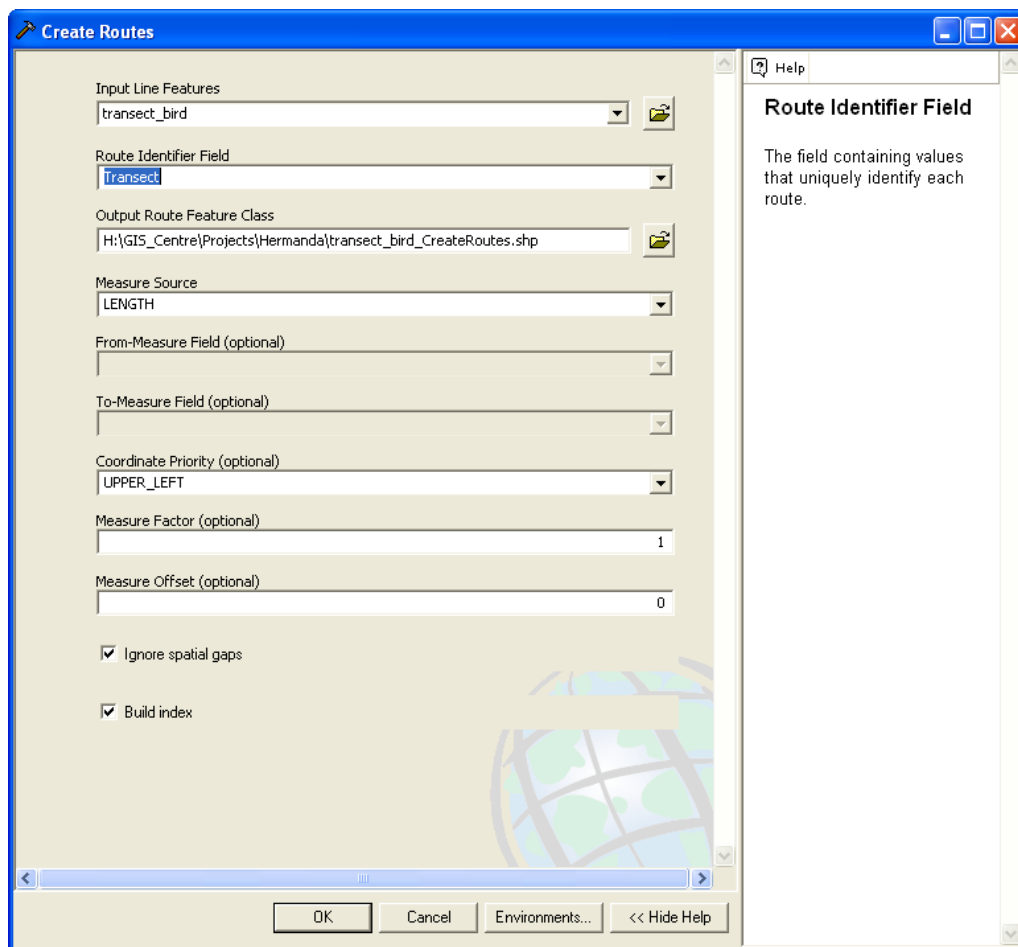 Create Routes
Input Line Features
transect_bird
Route Identifier Field
Transect
Output Route Feature Class
H:\GIS_Centre\Projects\Hermanda\transect_bird_CreateRoutes.shp
Measure Source
LENGTH
From-Measure Field (optional)
To-Measure Field (optional)
Coordinate Priority (optional)
UPPER_LEFT
Measure Factor (optional)
1
Measure Offset (optional)
0
Ignore spatial gaps
Build index
OK
Cancel
Environments...
<< Hide Help
Help
Route Identifier Field
The field containing values
that uniquely identify each
route.